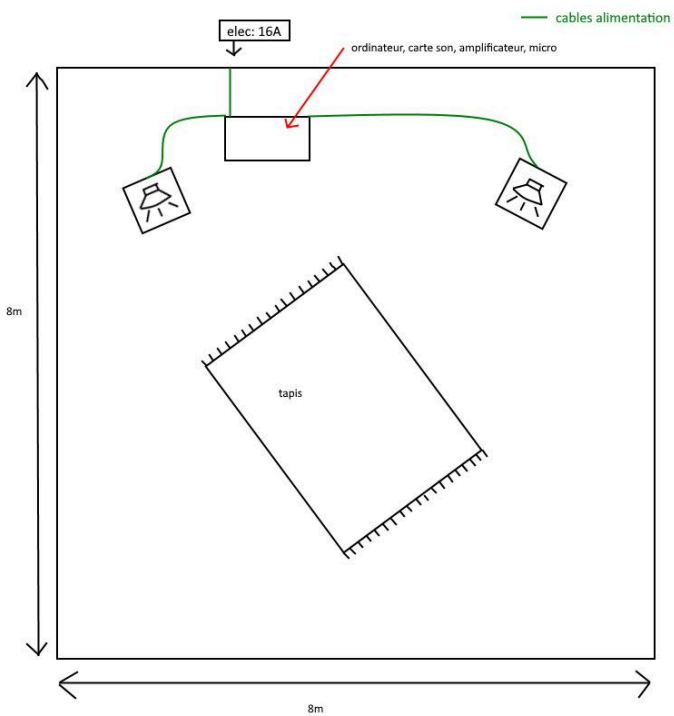 cables alimentation
elec: 16A
ordinateur, carte son, amplificateur, micro
8m
tapis
8m